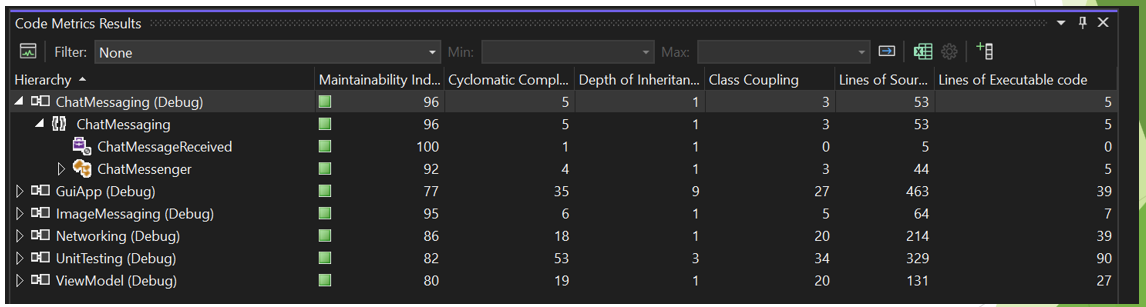 Code Metrics Results
Filter: None Min: Max:
Hierarchy Maintainability Ind... Cyclomatic Compl... Depth of Inheritan... Class Coupling Lines of Sour... Lines of Executable code
ChatMessaging (Debug) 96 5 1 3 53 5
ChatMessaging 96 5 1 3 53 5
ChatMessageReceived 100 1 1 0 5 0
ChatMessenger 92 4 1 3 44 5
GuiApp (Debug) 77 35 9 27 463 39
ImageMessaging (Debug) 95 6 1 5 64 7
Networking (Debug) 86 18 1 20 214 39
UnitTesting (Debug) 82 53 3 34 329 90
ViewModel (Debug) 80 19 1 20 131 27